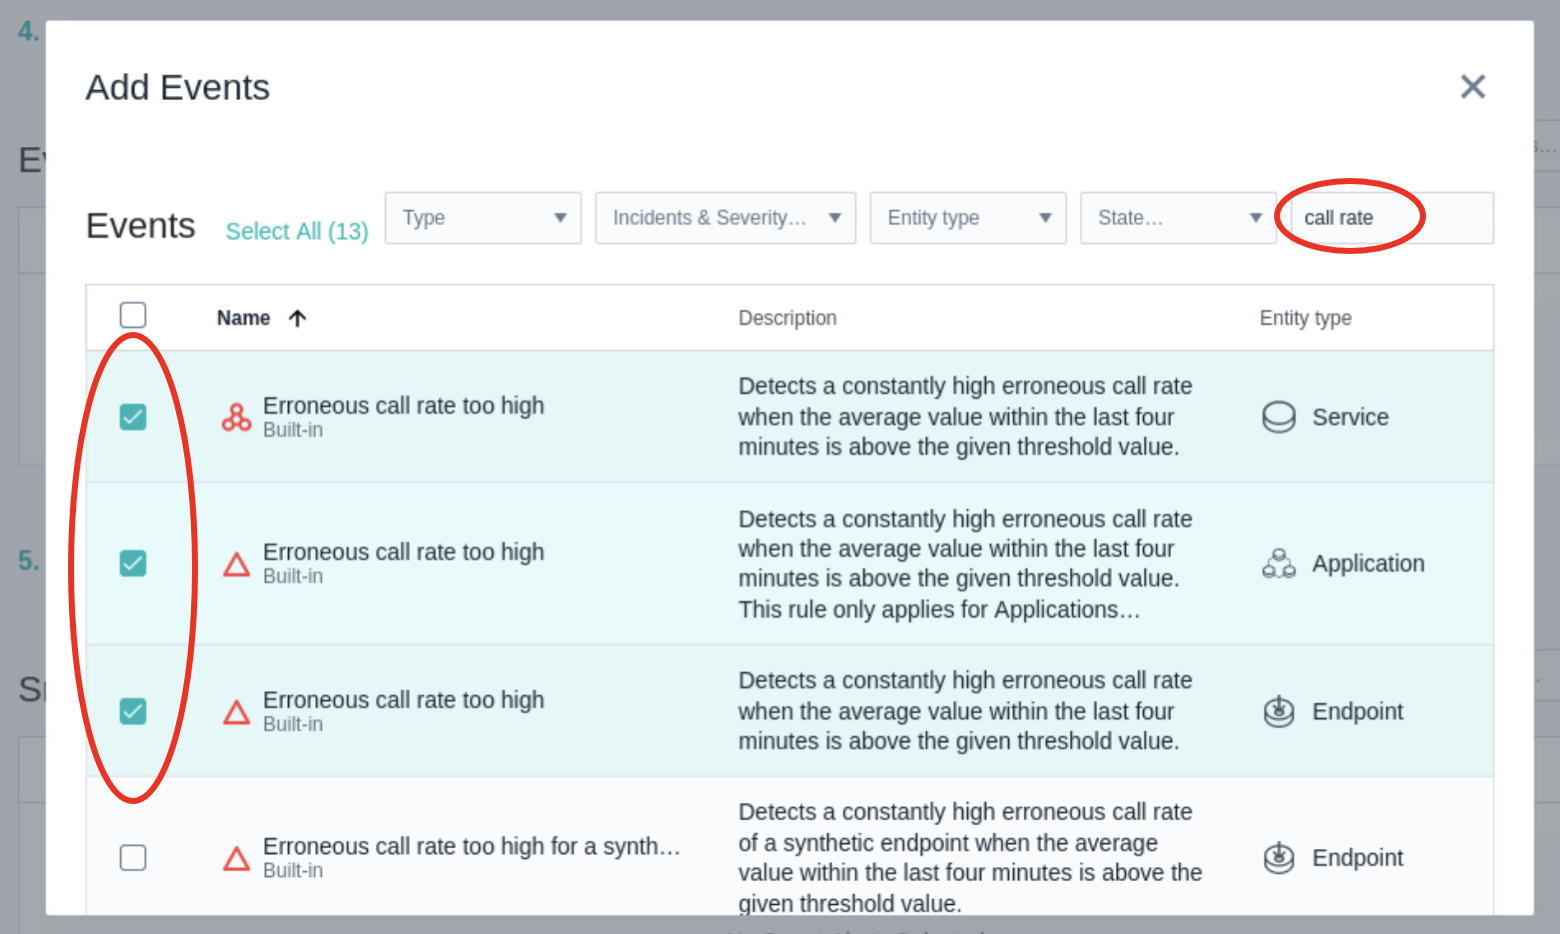 4.
Add Events
Events
Select All (13)
Type
Incidents & Severity...
Entity type
State...
call rate
Name
Description
Entity type
Erroneous call rate too high
Built-in
Detects a constantly high erroneous call rate
when the average value within the last four
minutes is above the given threshold value.
Service
Erroneous call rate too high
Built-in
Detects a constantly high erroneous call rate
when the average value within the last four
minutes is above the given threshold value.
This rule only applies for Applications...
Application
5.
Erroneous call rate too high
Built-in
Detects a constantly high erroneous call rate
when the average value within the last four
minutes is above the given threshold value.
Endpoint
Erroneous call rate too high for a synth...
Built-in
Detects a constantly high erroneous call rate
of a synthetic endpoint when the average
value within the last four minutes is above the
given threshold value.
Endpoint